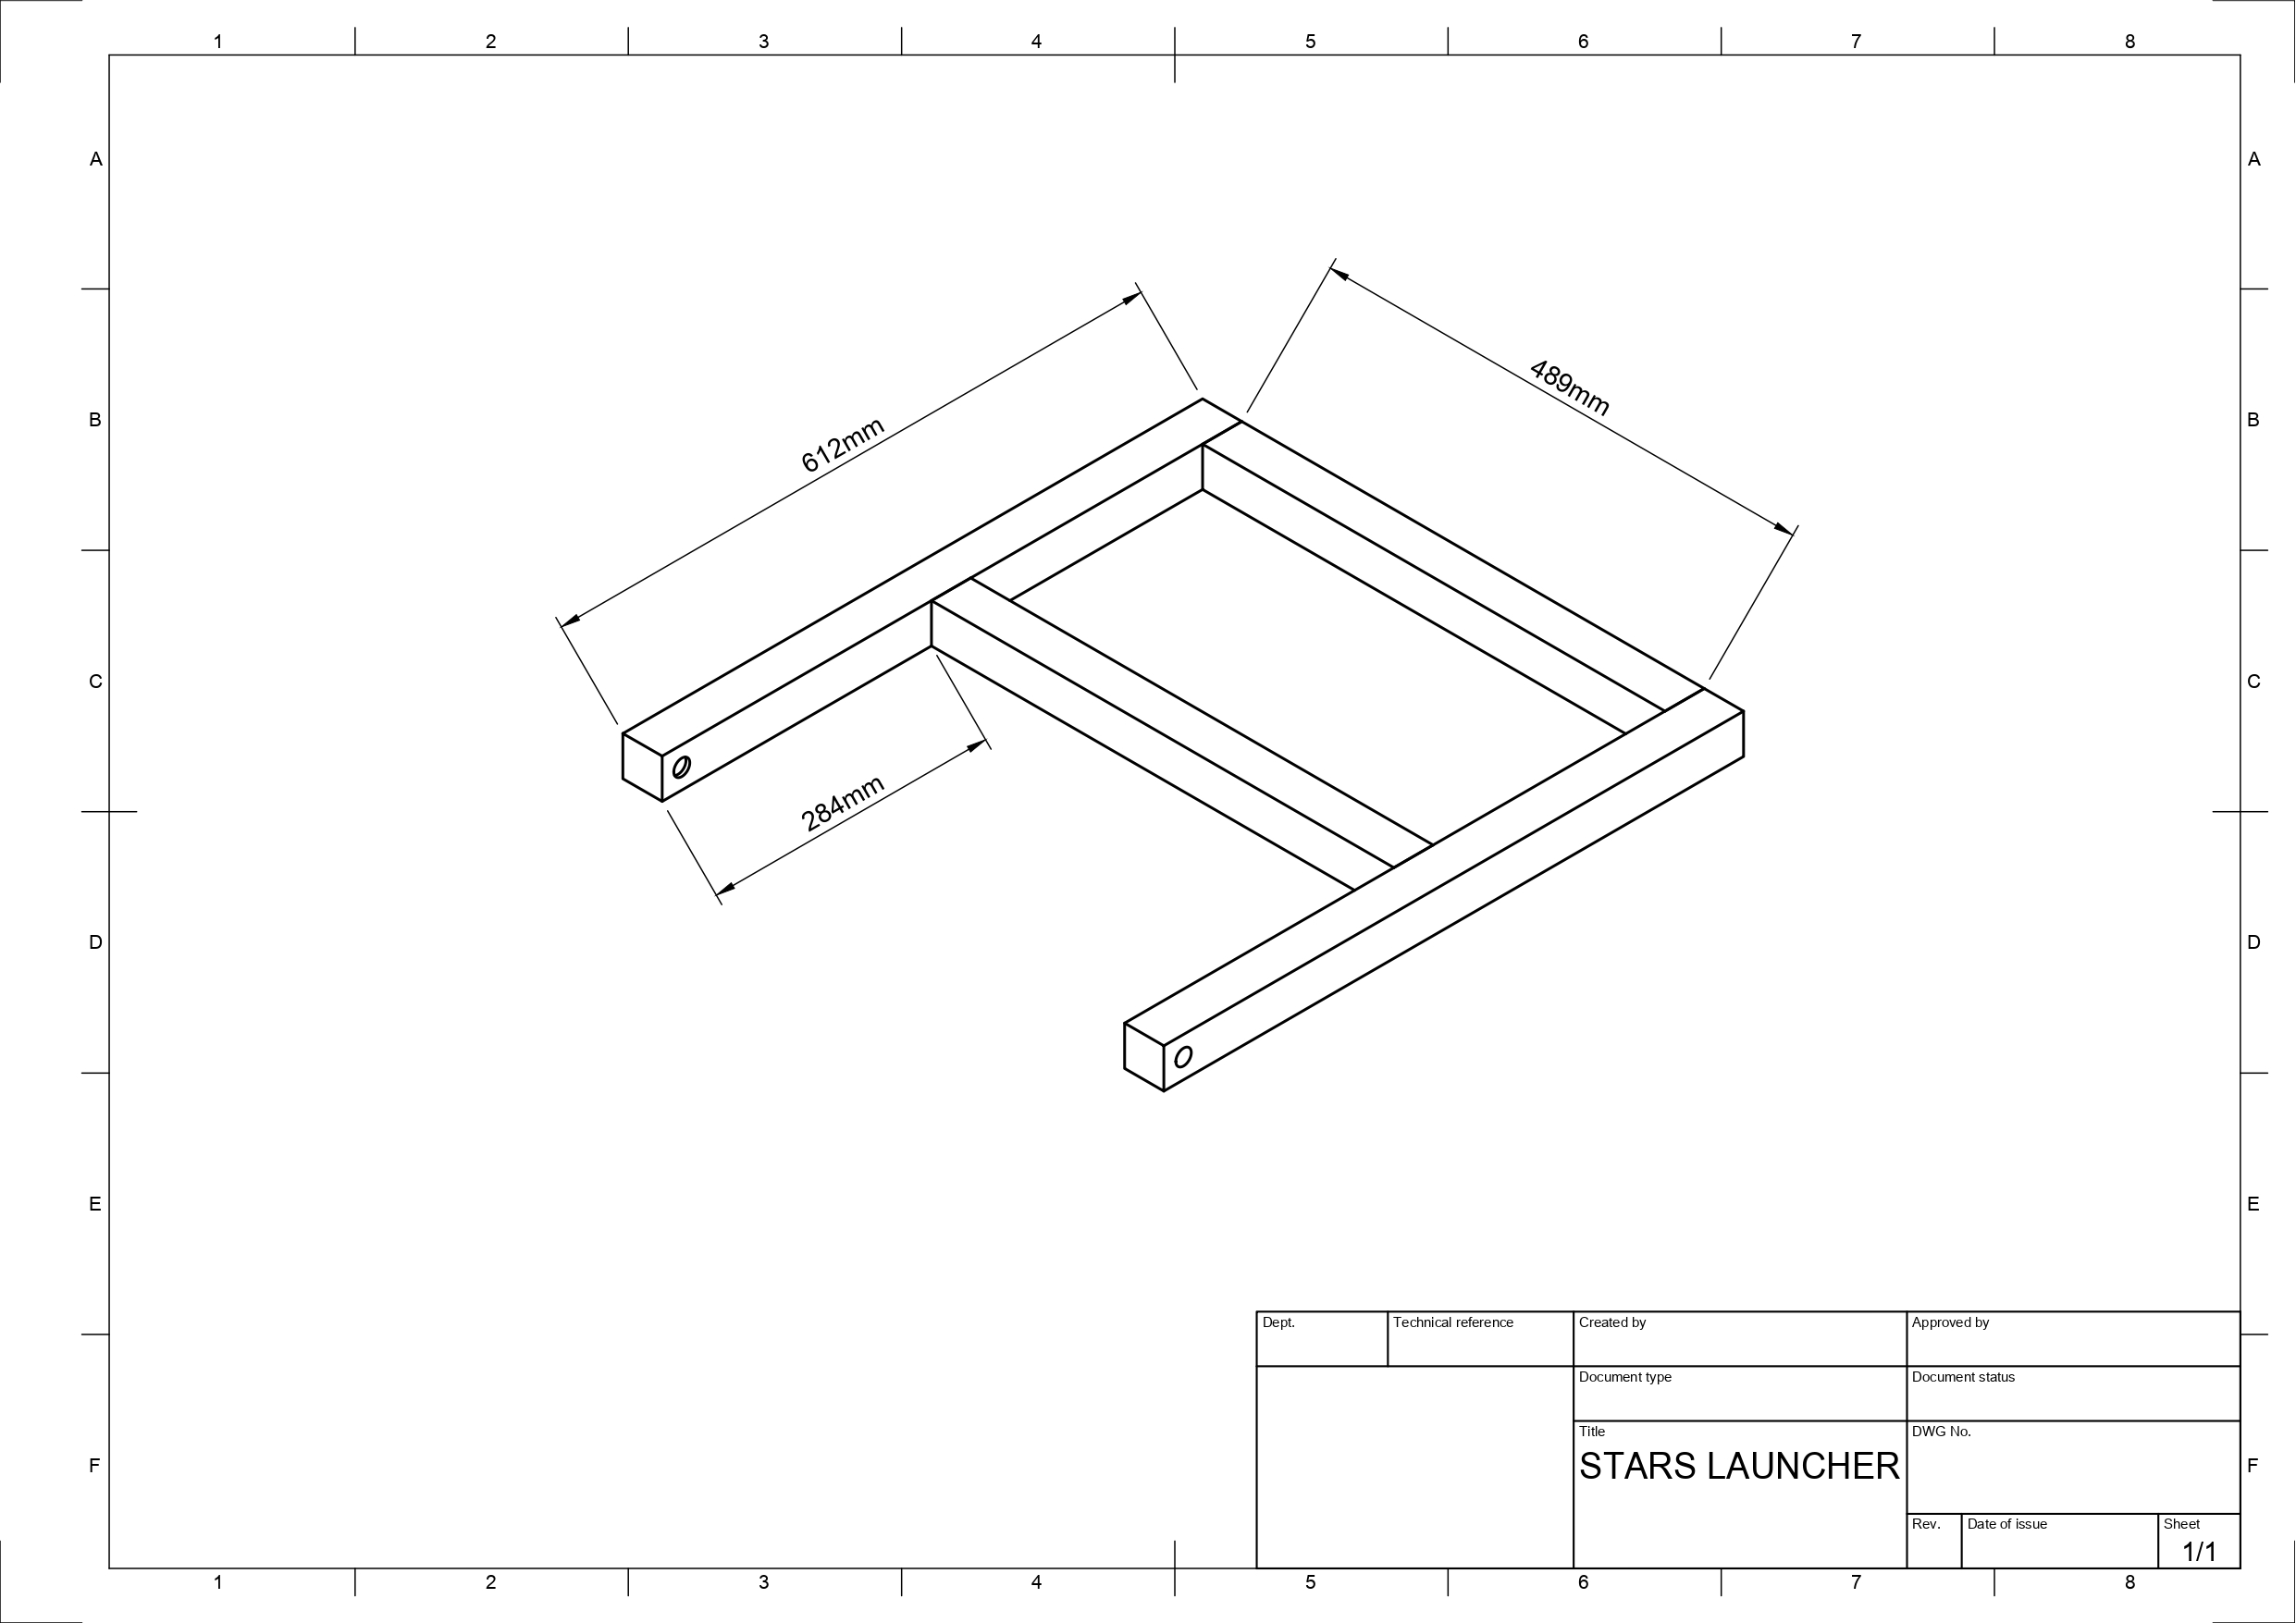 1 2 3 4 5 6 7 8
A A
489mm
B B
612mm
C C
284mm
D D
E E
Dept. Technical reference Created by Approved by
Document type Document status
Title DWG No.
STARS LAUNCHER
F F
Rev. Date of issue Sheet
1/1
1 2 3 4 5 6 7 8